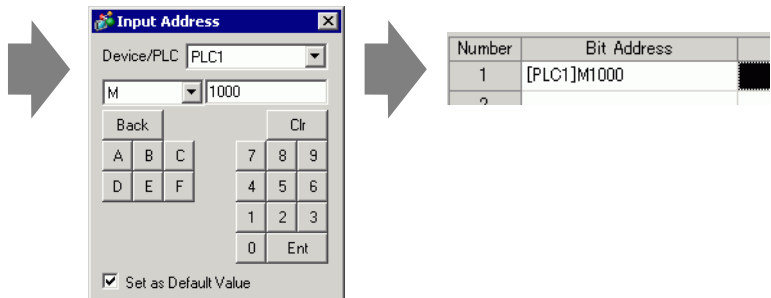 Input Address
Device/PLC PLC1
M 1000
Back Clr
A B C 7 8 9
D E F 4 5 6
1 2 3
0 Ent
Set as Default Value
Number Bit Address
1 [PLC1]M1000
2